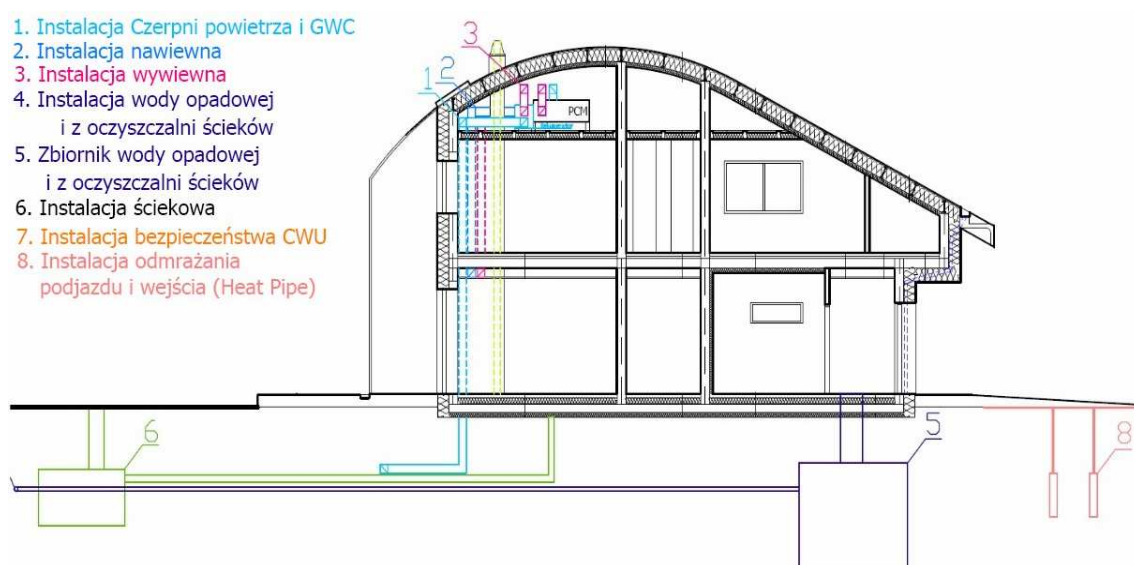 1. Instalacja Czerpni powietrza i GWC
2. Instalacja nawiewna
3. Instalacja wywiewna
4. Instalacja wody opadowej
i z oczyszczalni ścieków
5. Zbiornik wody opadowej
i z oczyszczalni ścieków
6. Instalacja ściekowa
7. Instalacja bezpieczeństwa CWU
8. Instalacja odmrażania
podjazdu i wejścia (Heat Pipe)
3
2
1
PCM
6
5
8